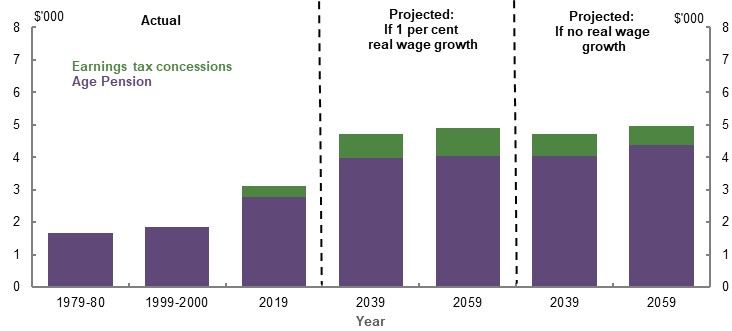 $'000
Actual
Projected:
If 1 per cent
real wage growth
Projected:
If no real wage
growth
$'000
Earnings tax concessions
Age Pension
8
7
6
5
4
3
2
1
0
8
7
6
5
4
3
2
1
0
1979-80 1999-2000 2019 2039 2059 2039 2059
Year